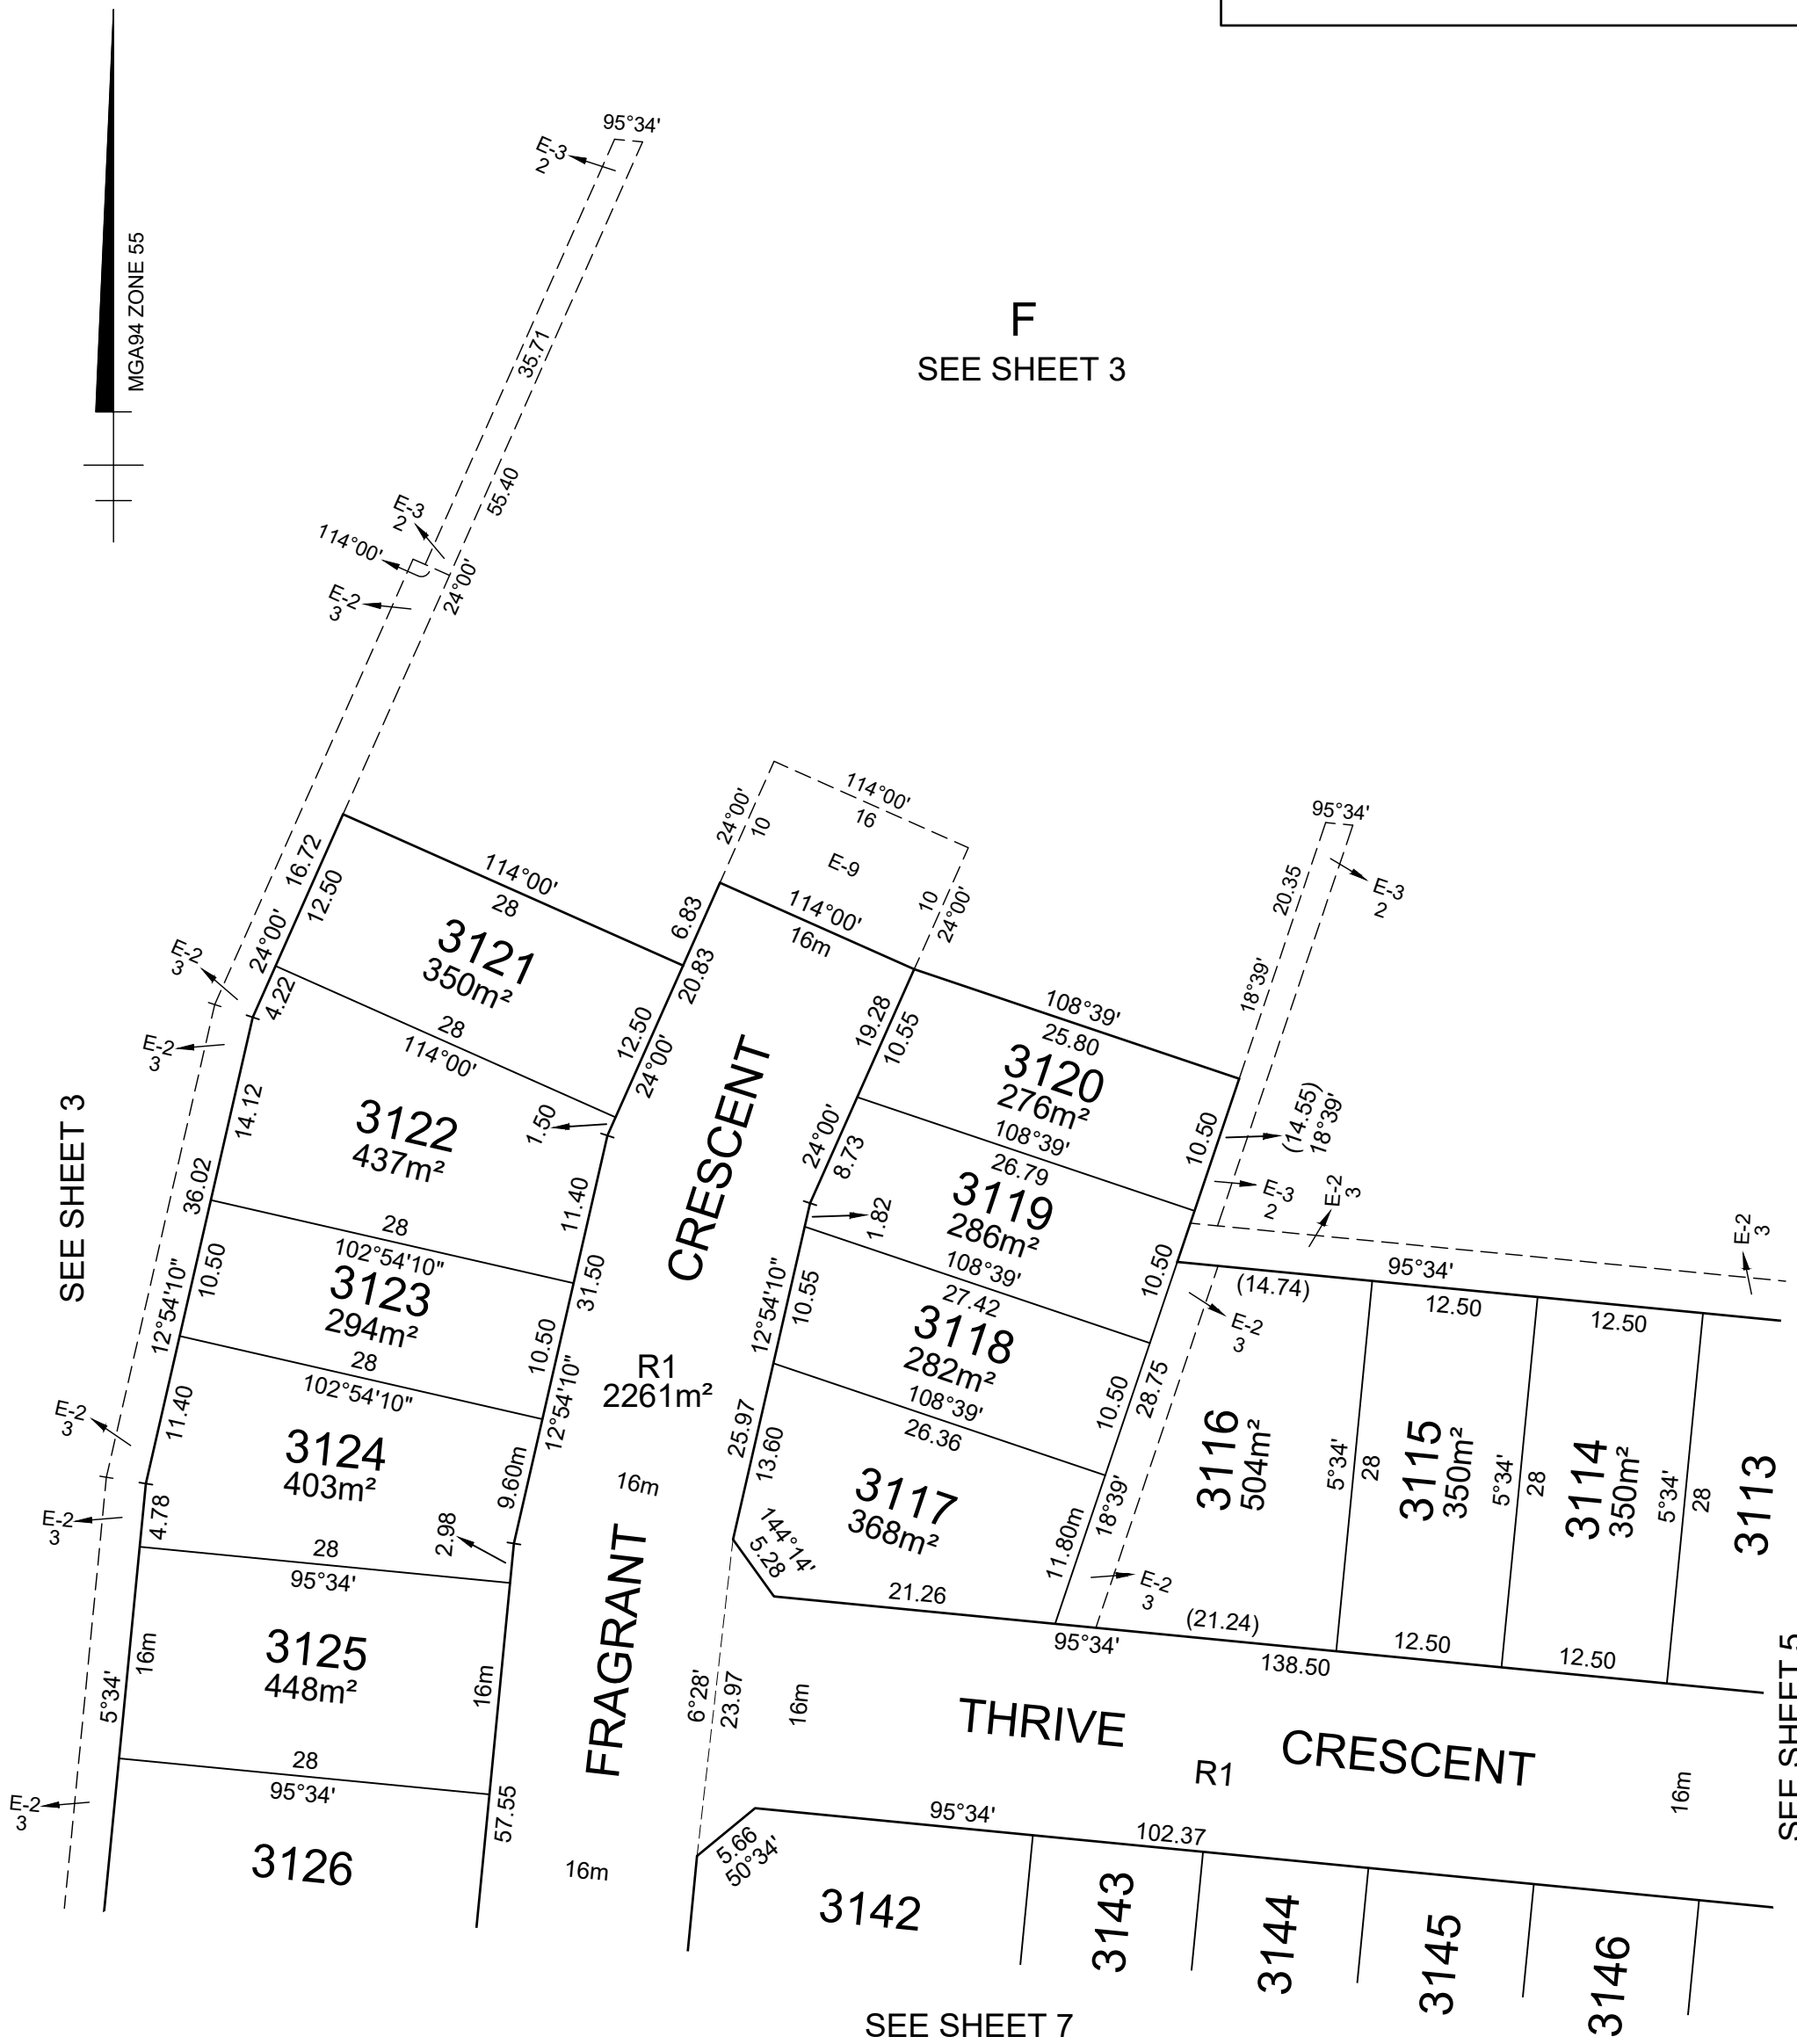 MGA94 ZONE 55
95°34'
E-3
2
35.71
55.40
F
SEE SHEET 3
E-3
2
114°00'
E-2
3
24°00'
16.72
12.50
24°00'
4.22
114°00'
28
3121
350m²
6.83
20.83
12.50
24°00'
24°00'
10
114°00'
16
E-9
10
24°00'
114°00'
16m
95°34'
20.35
E-3
2
18°39'
E-2
3
E-2
3
SEE SHEET 3
28
114°00'
14.12
3122
437m²
1.50
11.40
36.02
28
102°54'10"
10.50
12°54'10"
3123
294m²
31.50
10.50
28
102°54'10"
12°54'10"
11.40
E-2
3
3124
403m²
9.60m
2.98
4.78
E-2
3
28
95°34'
16m
3125
448m²
16m
5°34'
28
95°34'
E-2
3
3126
57.55
CRESCENT
R1
2261m²
16m
FRAGRANT
16m
19.28
10.55
108°39'
25.80
3120
276m²
10.50
(14.55)
18°39'
24°00'
8.73
108°39'
26.79
3119
286m²
1.82
E-3
2
E-2
3
10.50
108°39'
27.42
12°54'10"
10.55
3118
282m²
10.50
28.75
108°39'
26.36
25.97
13.60
3117
368m²
144°14'
5.28
11.80m
18°39'
21.26
E-2
3
95°34'
E-2
3
(14.74)
12.50
12.50
E-2
3
3116
504m²
5°34'
28
3115
350m²
5°34'
28
3114
350m²
5°34'
28
3113
(21.24)
12.50
12.50
95°34'
138.50
6°28'
23.97
16m
THRIVE
CRESCENT
R1
16m
SEE SHEET 5
95°34'
102.37
5.66
50°34'
3142
3143
3144
3145
3146
SEE SHEET 7